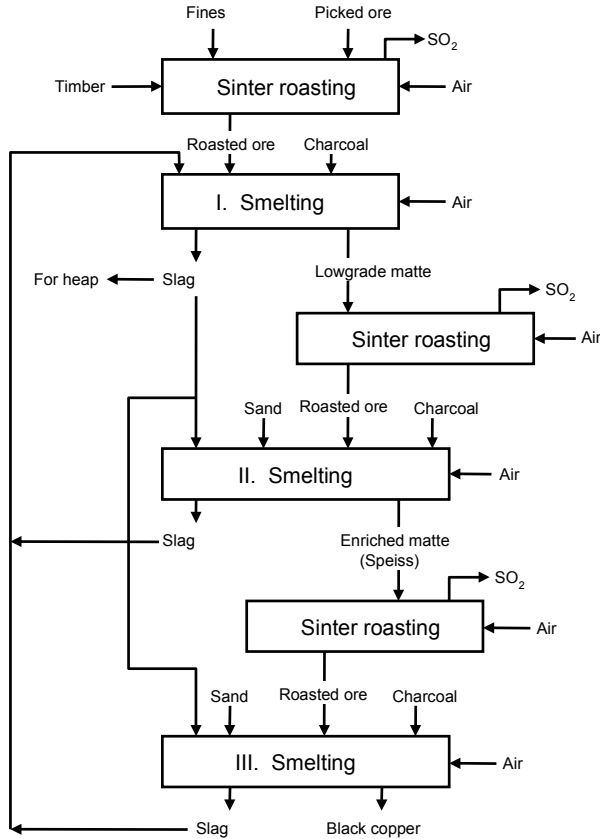 Fines
Picked ore
SO2
Timber
Sinter roasting
Air
Roasted ore
Charcoal
I. Smelting
Air
For heap
Slag
Lowgrade matte
SO2
Sinter roasting
Air
Sand
Roasted ore
Charcoal
II. Smelting
Air
Slag
Enriched matte
(Speiss)
SO2
Sinter roasting
Air
Sand
Roasted ore
Charcoal
III. Smelting
Air
Slag
Black copper